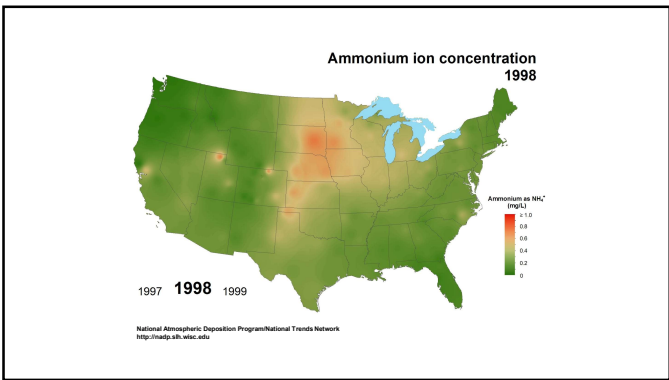 Ammonium ion concentration
1998
Ammonium as NH₄⁺
(mg/L)
≥ 1.0
0.8
0.6
0.4
0.2
0
1997 1998 1999
National Atmospheric Deposition Program/National Trends Network
http://nadp.slh.wisc.edu